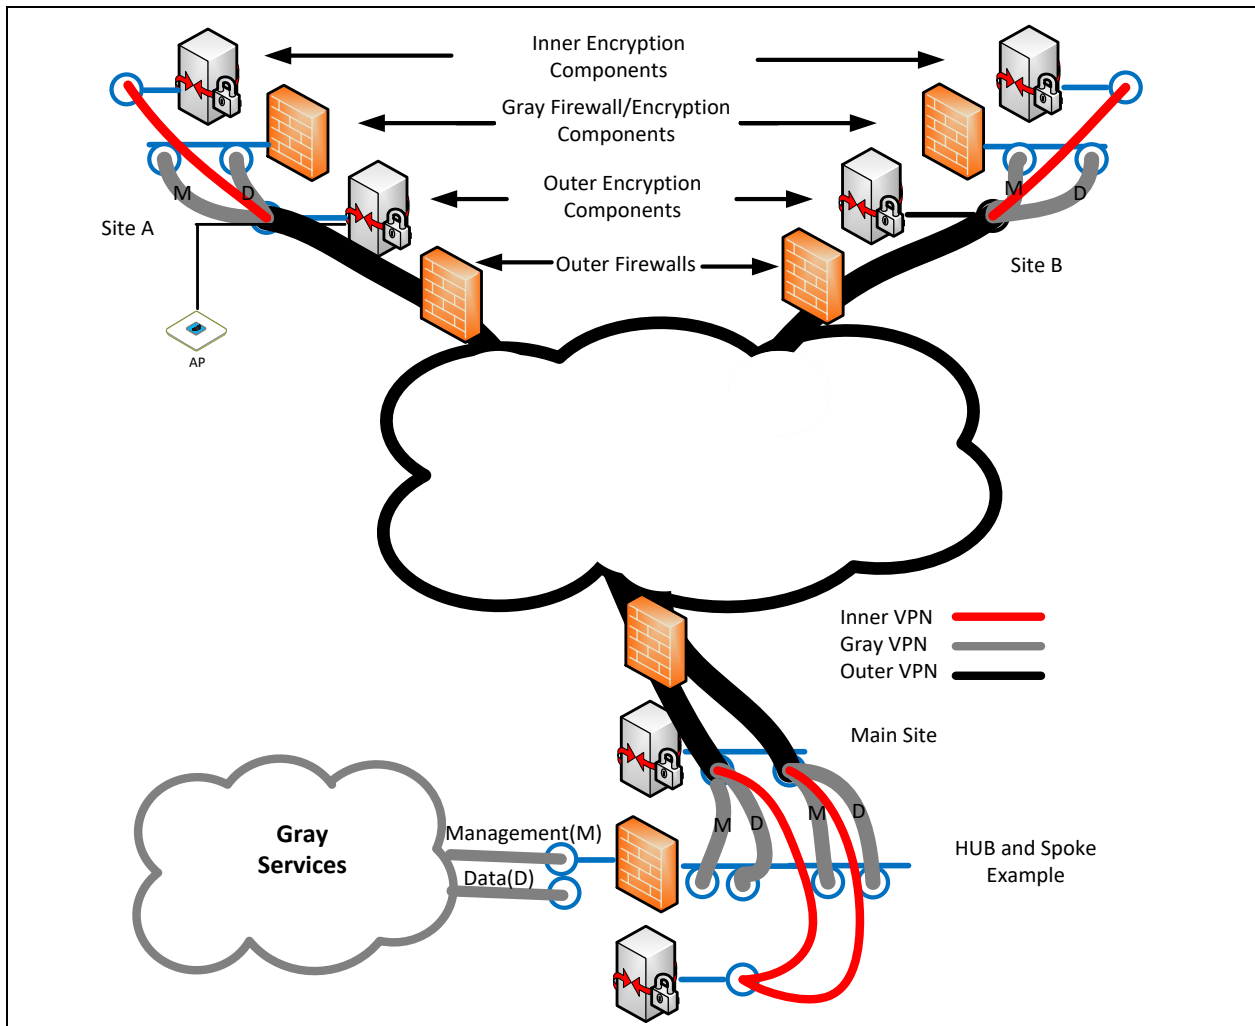 Inner Encryption
Components
Gray Firewall/Encryption
Components
Outer Encryption
Components
Outer Firewalls
M
D
Site A
AP
M
D
Site B
Inner VPN
Gray VPN
Outer VPN
Main Site
M
D
M
D
Gray
Services
Management(M)
Data(D)
HUB and Spoke
Example